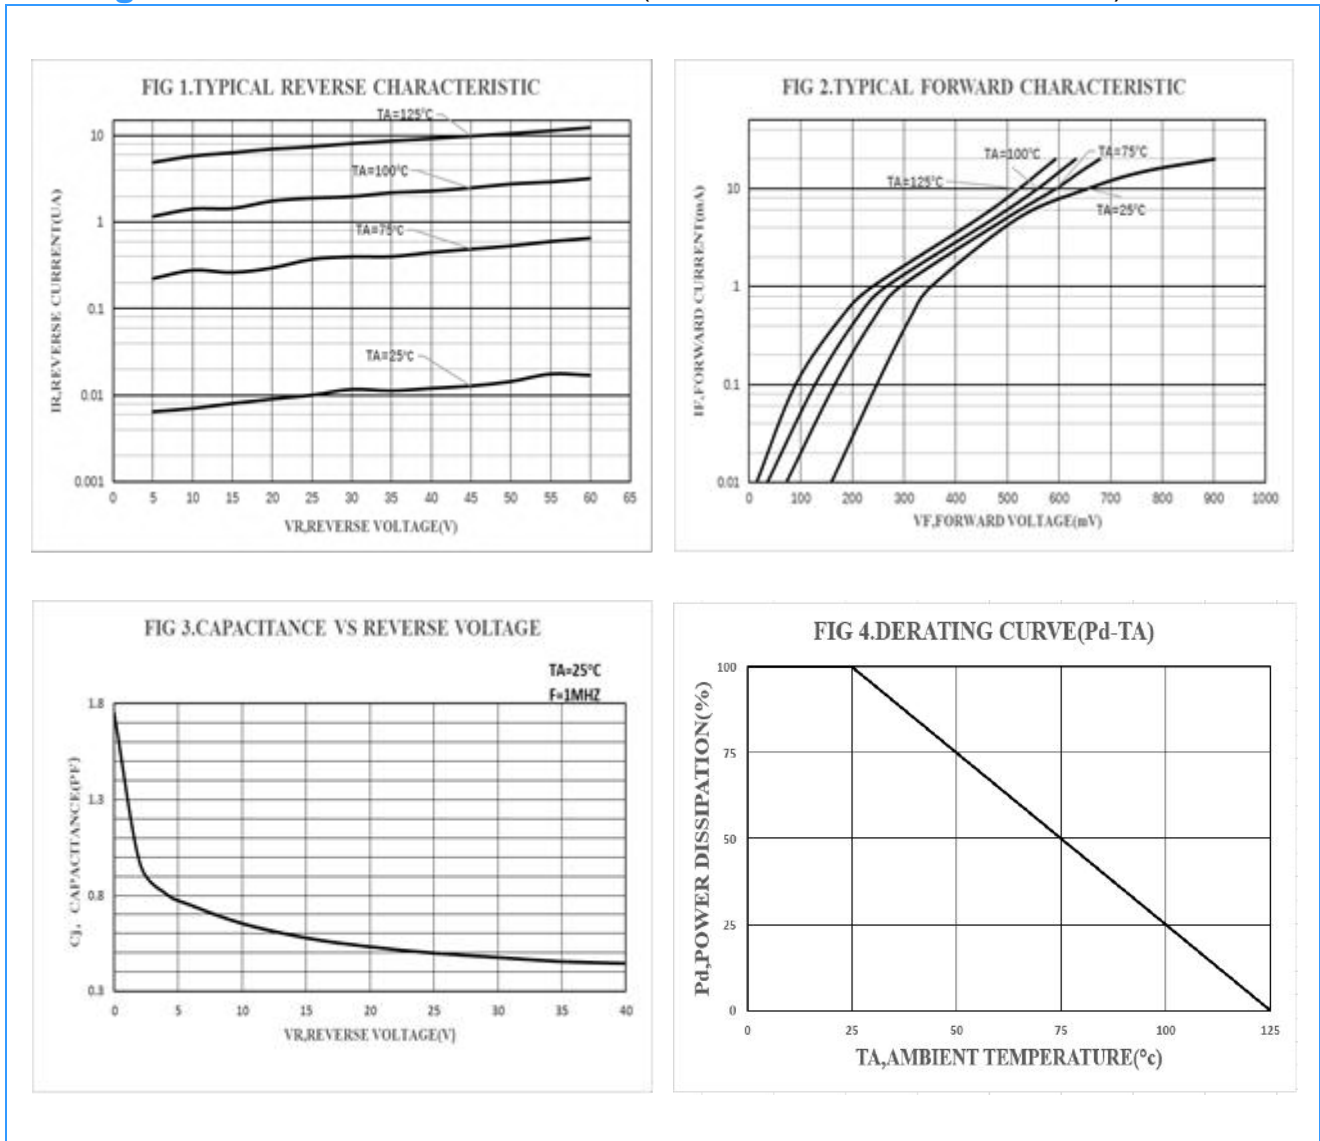 FIG 1.TYPICAL REVERSE CHARACTERISTIC
TA=125°C
10
TA=100°C
1
TA=75°C
0.1
TA=25°C
0.01
0.001
0 5 10 15 20 25 30 35 40 45 50 55 60 65
IR,REVERSE CURRENT(UA)
VR,REVERSE VOLTAGE(V)
FIG 2.TYPICAL FORWARD CHARACTERISTIC
TA=100°C
TA=75°C
TA=125°C
TA=25°C
10
1
0.1
0.01
0 100 200 300 400 500 600 700 800 900 1000
IF,FORWARD CURRENT(mA)
VF,FORWARD VOLTAGE(mV)
FIG 3.CAPACITANCE VS REVERSE VOLTAGE
TA=25°C
F=1MHZ
1.8
1.3
0.8
0.3
0 5 10 15 20 25 30 35 40
Cj, CAPACITANCE(PF)
VR,REVERSE VOLTAGE(V)
FIG 4.DERATING CURVE(Pd-TA)
100
75
50
25
0
0 25 50 75 100 125
Pd,POWER DISSIPATION(%)
TA,AMBIENT TEMPERATURE(°c)